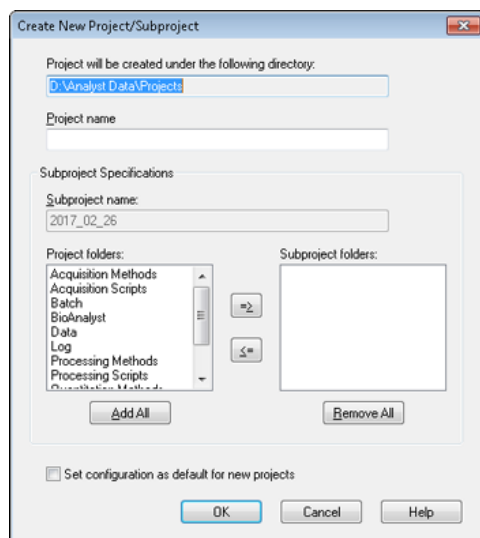 Create New Project/Subproject
Project will be created under the following directory:
D:\Analyst Data\Projects
Project name
Subproject Specifications
Subproject name:
2017_02_26
Project folders:
Subproject folders:
Acquisition Methods
Acquisition Scripts
Batch
BioAnalyst
Data
Log
Processing Methods
Processing Scripts
Quantitation Methods
=>
<=
Add All
Remove All
Set configuration as default for new projects
OK
Cancel
Help